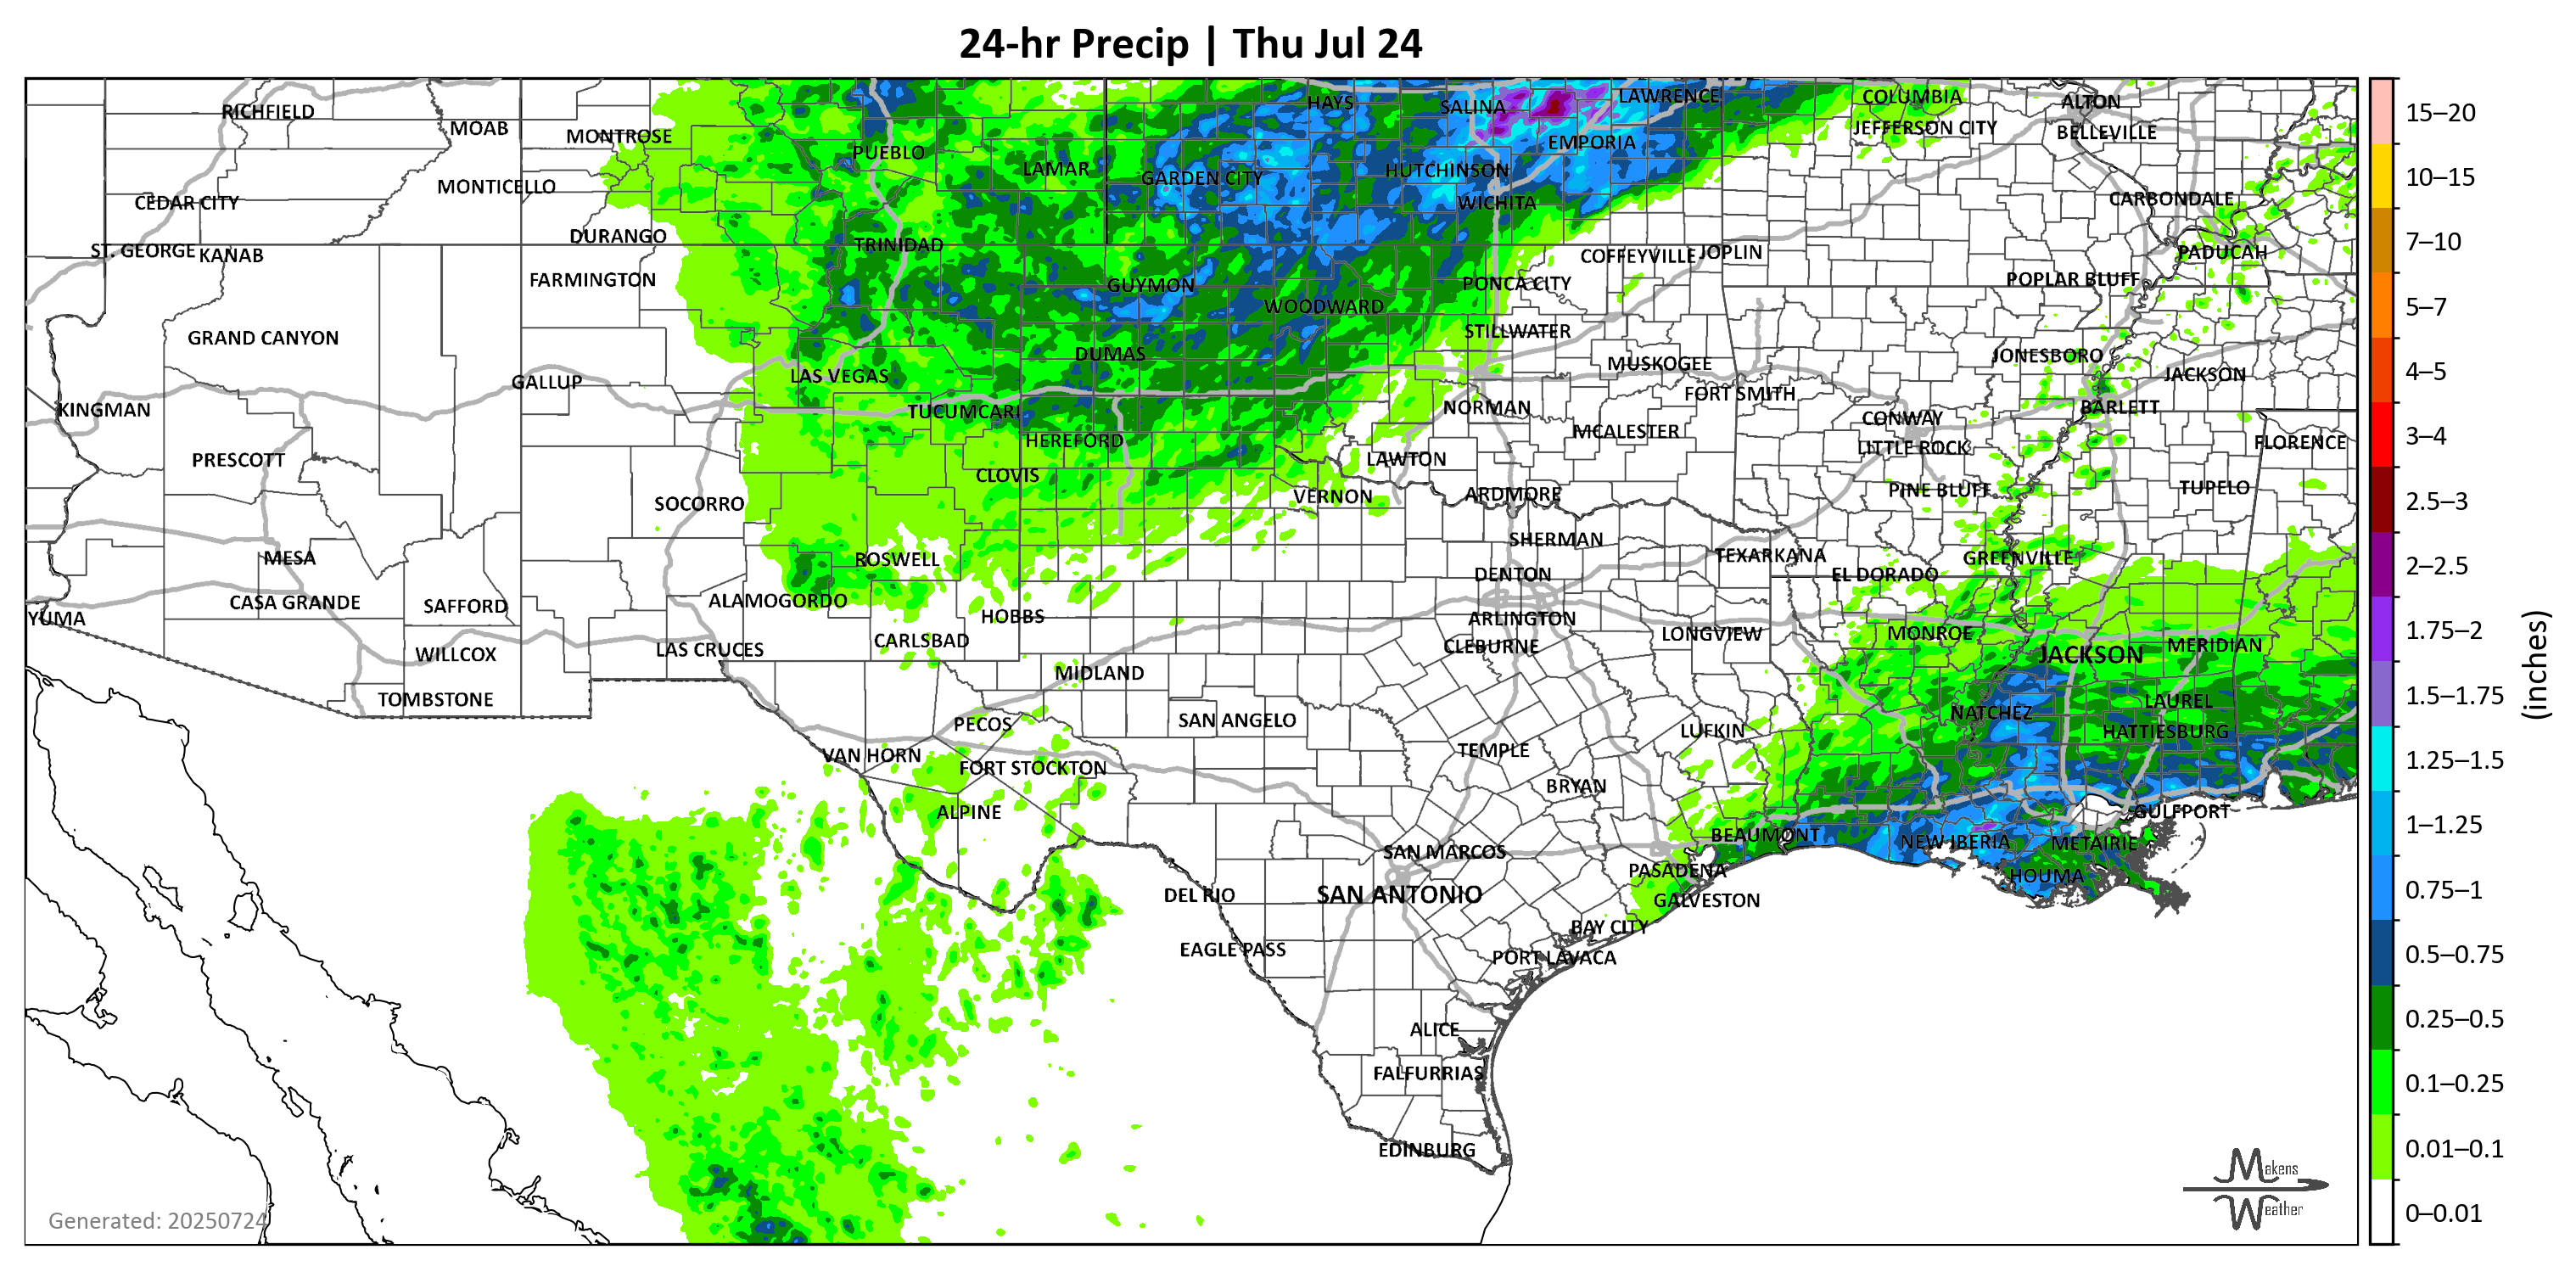 24-hr Precip | Thu Jul 24
RICHFIELD
MOAB
MONTROSE
PUEBLO
LAMAR
HAYS
SALINA
LAWRENCE
COLUMBIA
ALTON
JEFFERSON CITY
BELLEVILLE
EMPORIA
HUTCHINSON
GARDEN CITY
MONTICELLO
CEDAR CITY
WICHITA
CARBONDALE
DURANGO
TRINIDAD
ST. GEORGE
KANAB
COFFEYVILLE
JOPLIN
PADUCAH
FARMINGTON
GUYMON
PONCA CITY
POPLAR BLUFF
WOODWARD
GRAND CANYON
STILLWATER
DUMAS
JONESBORO
MUSKOGEE
JACKSON
GALLUP
LAS VEGAS
FORT SMITH
KINGMAN
TUCUMCARI
NORMAN
BARLETT
CONWAY
MCALESTER
HEREFORD
LITTLE ROCK
FLORENCE
PRESCOTT
LAWTON
CLOVIS
SOCORRO
VERNON
ARDMORE
PINE BLUFF
TUPELO
SHERMAN
MESA
ROSWELL
TEXARKANA
GREENVILLE
DENTON
EL DORADO
CASA GRANDE
SAFFORD
ALAMOGORDO
HOBBS
YUMA
ARLINGTON
CARLSBAD
LONGVIEW
MONROE
WILLCOX
LAS CRUCES
CLEBURNE
JACKSON
MERIDIAN
MIDLAND
TOMBSTONE
LAUREL
NATCHEZ
PECOS
SAN ANGELO
LUFKIN
HATTIESBURG
VAN HORN
TEMPLE
FORT STOCKTON
BRYAN
ALPINE
GULFPORT
BEAUMONT
NEW IBERIA
METAIRIE
SAN MARCOS
PASADENA
HOUMA
DEL RIO
SAN ANTONIO
GALVESTON
BAY CITY
EAGLE PASS
PORT LAVACA
ALICE
FALFURRIAS
EDINBURG
Generated: 20250724
Makens
Weather
15–20
10–15
7–10
5–7
4–5
3–4
2.5–3
2–2.5
1.75–2
1.5–1.75
1.25–1.5
1–1.25
0.75–1
0.5–0.75
0.25–0.5
0.1–0.25
0.01–0.1
0–0.01
(inches)